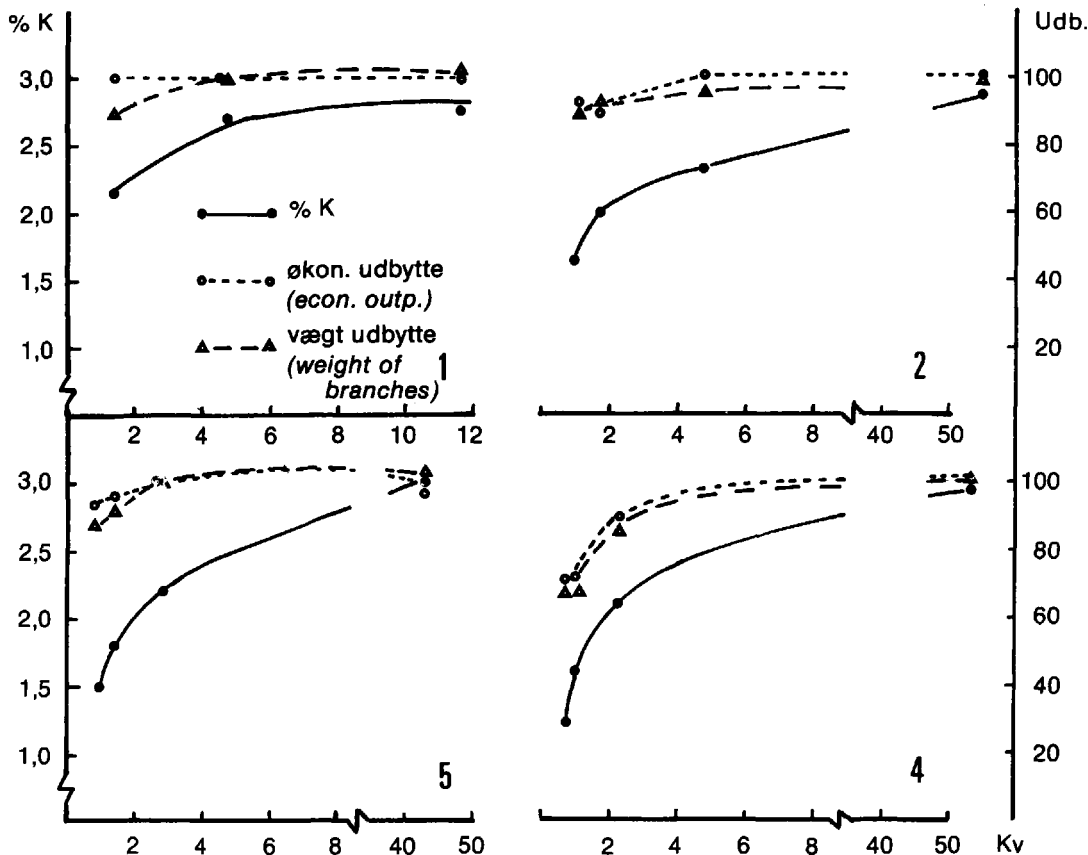 % K
Udb.
3,0
2,5
2,0
1,5
1,0
% K
økon. udbytte
(econ. outp.)
vægt udbytte
(weight of
branches)
1
2 4 6 8 10 12
2
100
80
60
40
20
2 4 6 8 40 50
3,0
2,5
2,0
1,5
1,0
5
2 4 6 8 40 50
4
100
80
60
40
20
2 4 6 8 40 50 Kv